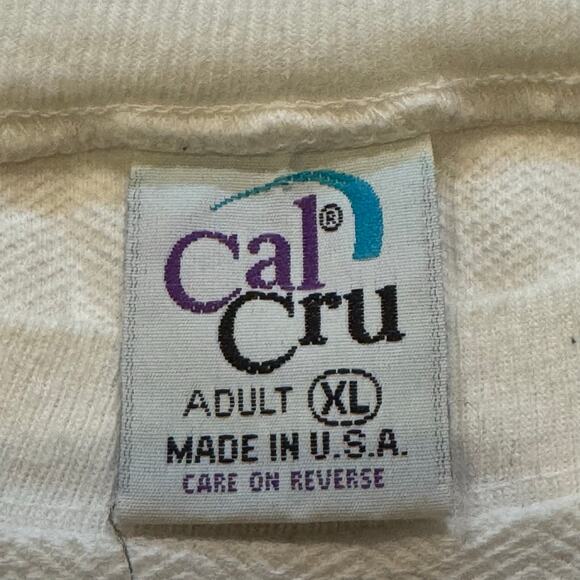 Cal®
Cru
ADULT XL
MADE IN U.S.A.
CARE ON REVERSE